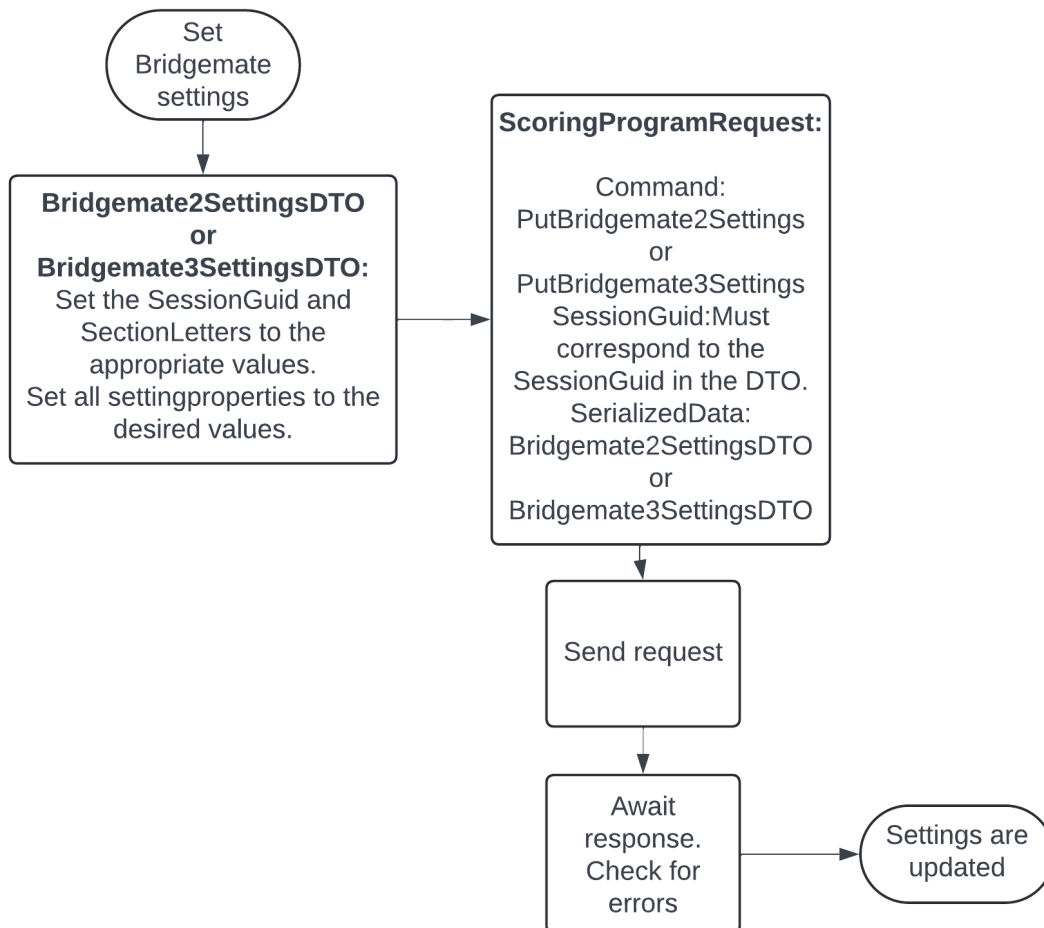 Set
Bridgemate
settings
Bridgemate2SettingsDTO
or
Bridgemate3SettingsDTO:
Set the SessionGuid and
SectionLetters to the
appropriate values.
Set all settingproperties to the
desired values.
ScoringProgramRequest:
Command:
PutBridgemate2Settings
or
PutBridgemate3Settings
SessionGuid:Must
correspond to the
SessionGuid in the DTO.
SerializedData:
Bridgemate2SettingsDTO
or
Bridgemate3SettingsDTO
Send request
Await
response.
Check for
errors
Settings are
updated